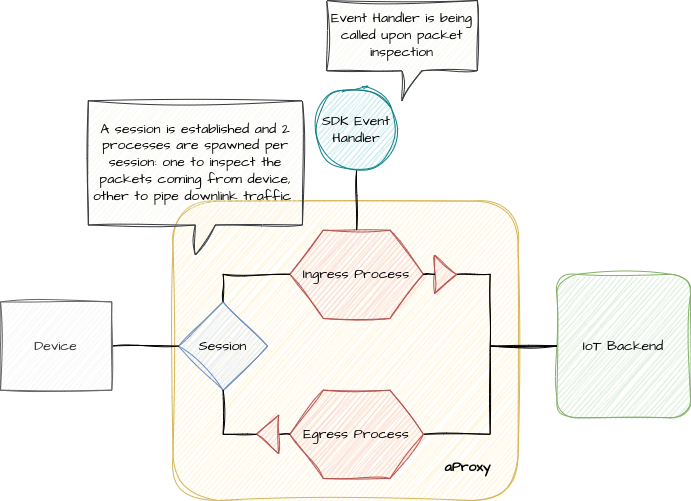 Event Handler is being
called upon packet
inspection
SDK Event
Handler
A session is established and 2
processes are spawned per
session: one to inspect the
packets coming from device,
other to pipe downlink traffic
Ingress Process
Device
Session
IoT Backend
Egress Process
aProxy